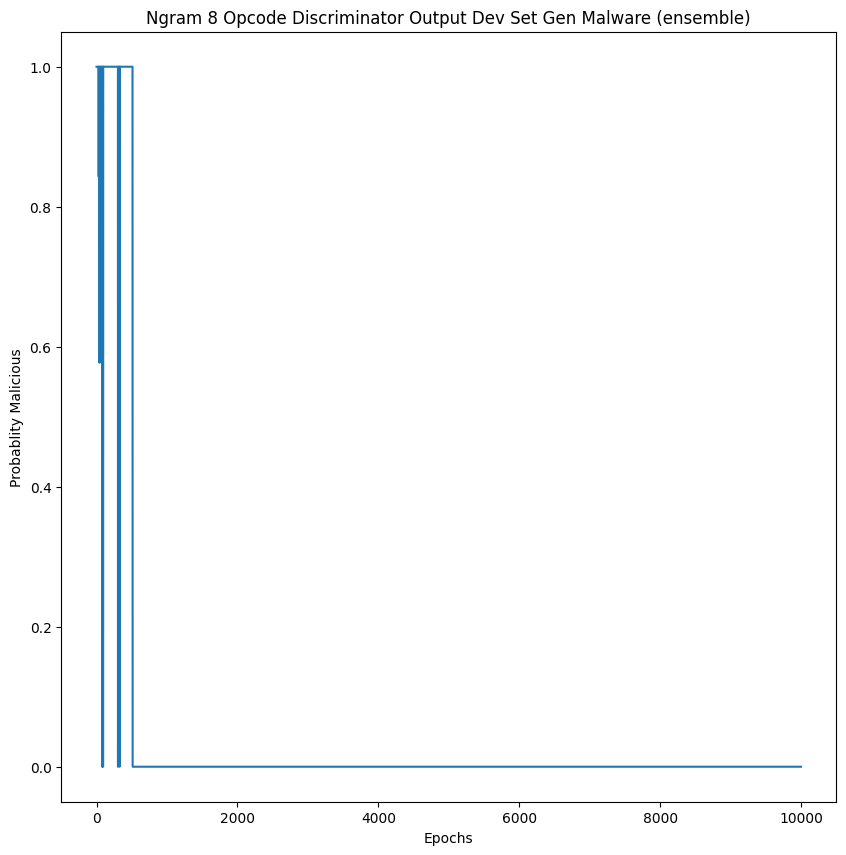 Ngram 8 Opcode Discriminator Output Dev Set Gen Malware (ensemble)
1.0
0.8
0.6
0.4
0.2
0.0
Probablity Malicious
0 2000 4000 6000 8000 10000
Epochs